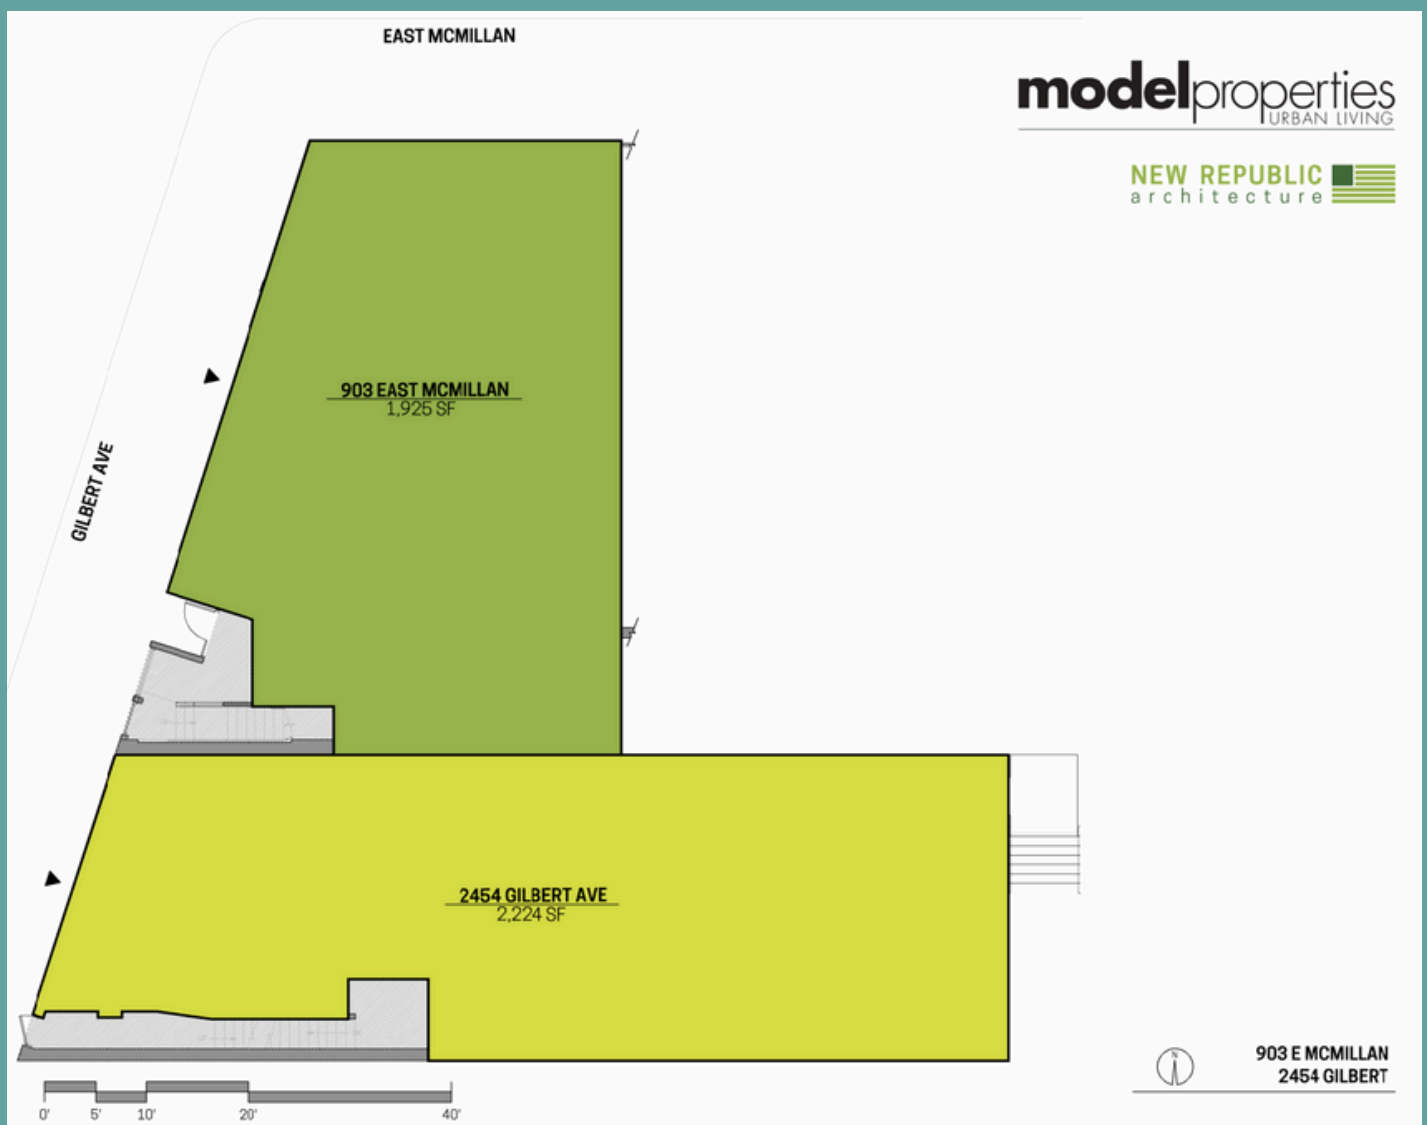 EAST MCMILLAN
modelproperties
URBAN LIVING
NEW REPUBLIC
architecture
903 EAST MCMILLAN
1,925 SF
GILBERT AVE
2454 GILBERT AVE
2,224 SF
N
903 E MCMILLAN
2454 GILBERT
0' 5' 10' 20' 40'